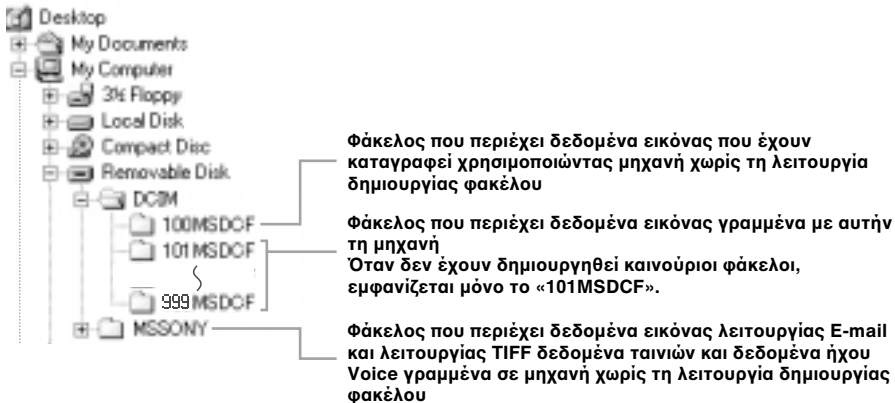 Desktop
My Documents
My Computer
3½ Floppy
Local Disk
Compact Disc
Removable Disk
DCIM
100MSDCF
101MSDCF
999MSDCF
MSSONY
Φάκελος που περιέχει δεδομένα εικόνας που έχουν
καταγραφεί χρησιμοποιώντας μηχανή χωρίς τη λειτουργία
δημιουργίας φακέλου
Φάκελος που περιέχει δεδομένα εικόνας γραμμένα με αυτήν
τη μηχανή
Όταν δεν έχουν δημιουργηθεί καινούριοι φάκελοι,
εμφανίζεται μόνο το «101MSDCF».
Φάκελος που περιέχει δεδομένα εικόνας λειτουργίας E-mail
και λειτουργίας TIFF δεδομένα ταινιών και δεδομένα ήχου
Voice γραμμένα σε μηχανή χωρίς τη λειτουργία δημιουργίας
φακέλου